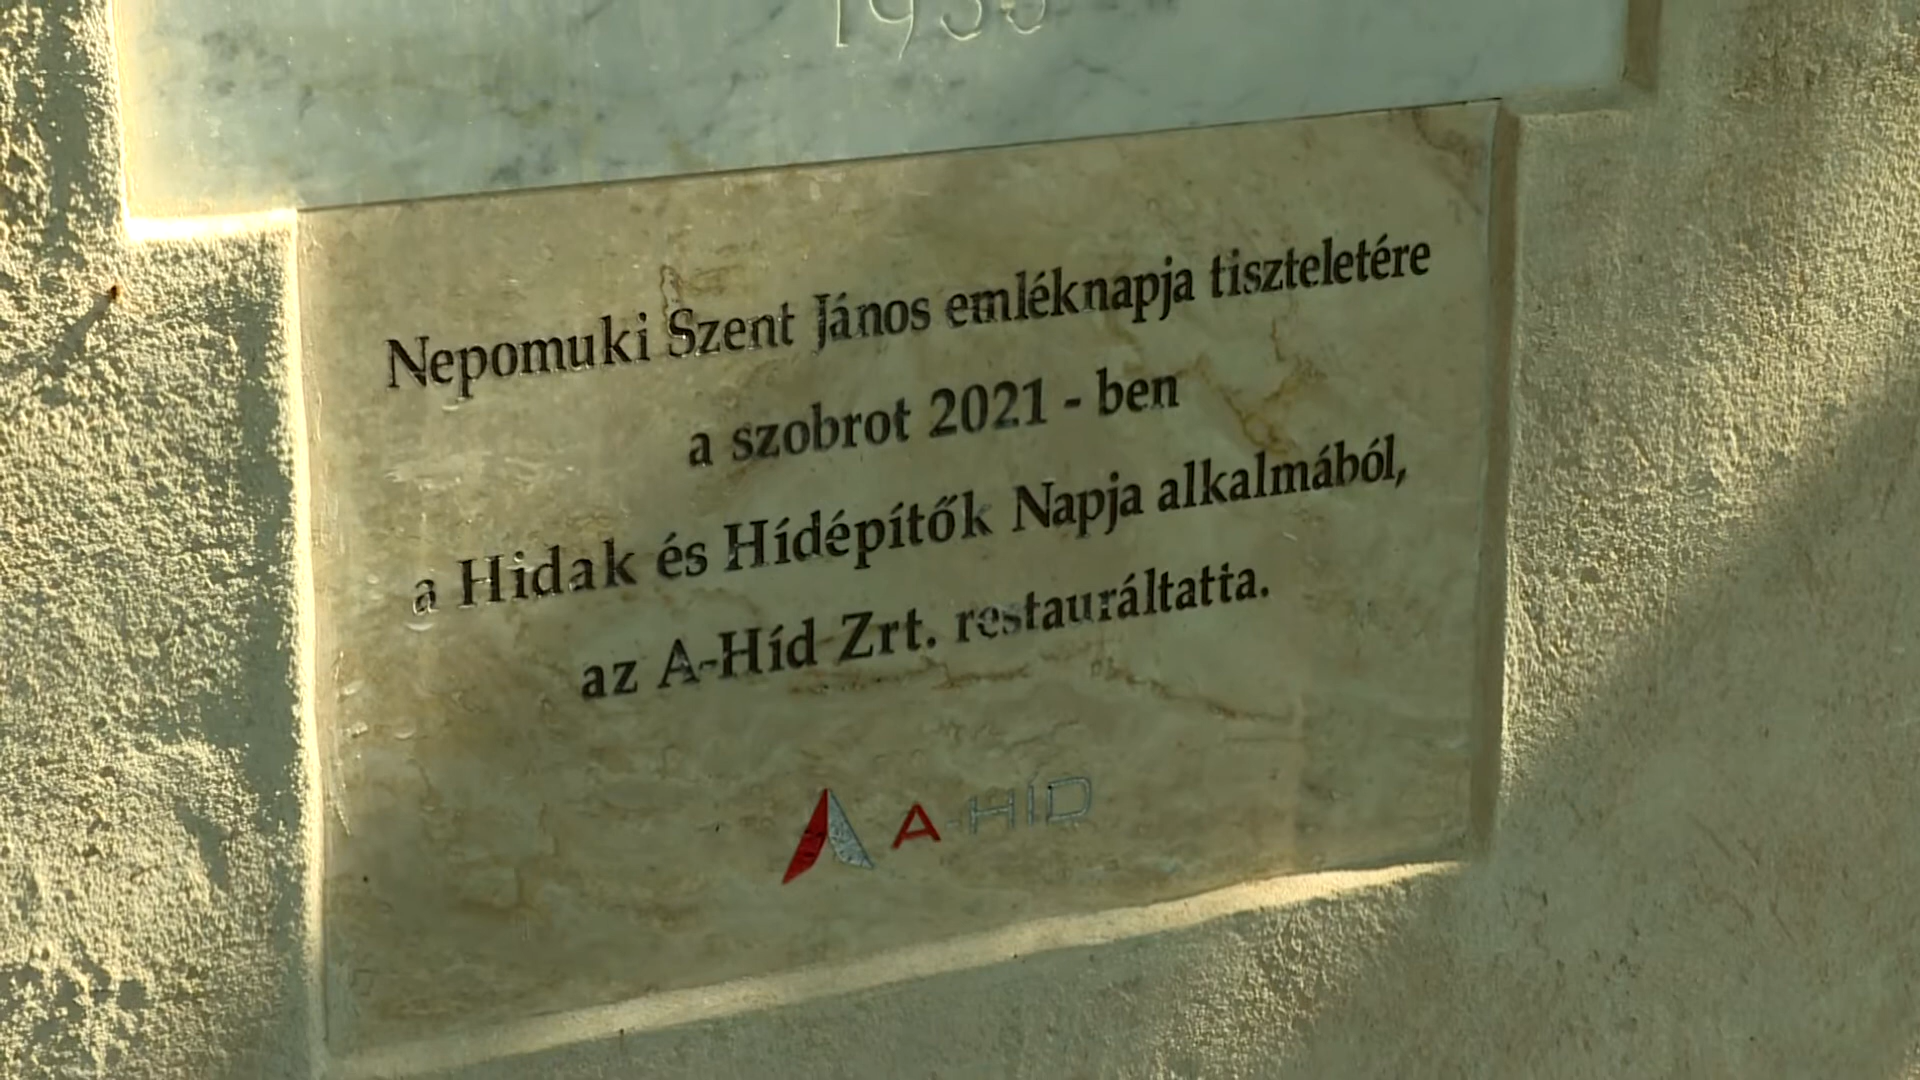 Nepomuki Szent János emléknapja tiszteletére
a szobrot 2021 - ben
a Hidak és Hídépítők Napja alkalmából,
az A-Híd Zrt. restauráltatta.
A-HÍD